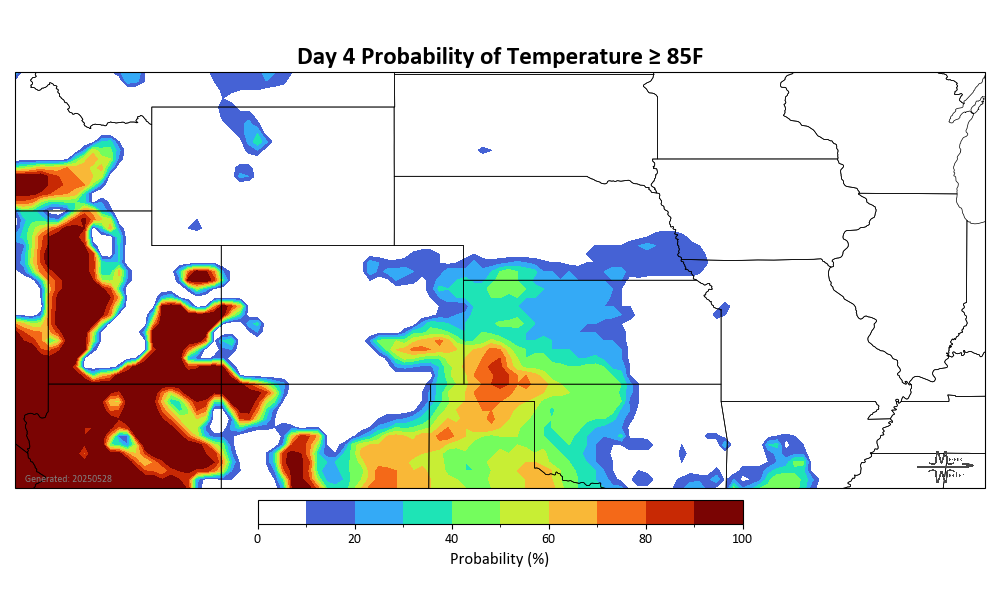 Day 4 Probability of Temperature ≥ 85F
Generated: 20250528
0 20 40 60 80 100
Probability (%)